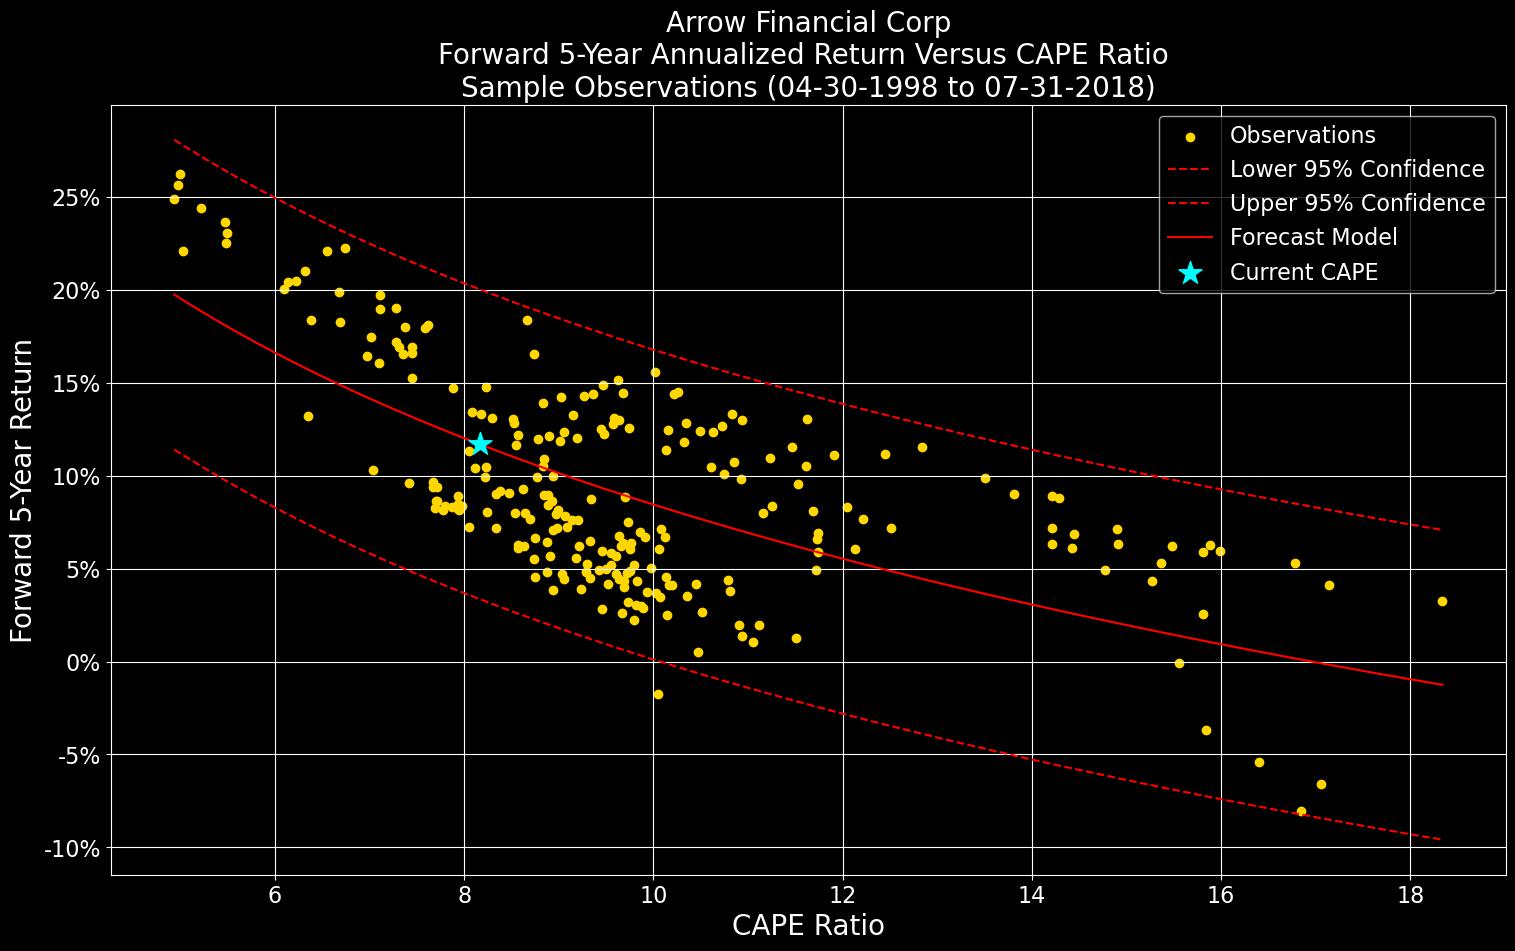 Arrow Financial Corp
Forward 5-Year Annualized Return Versus CAPE Ratio
Sample Observations (04-30-1998 to 07-31-2018)
Observations
Lower 95% Confidence
Upper 95% Confidence
Forecast Model
Current CAPE
Forward 5-Year Return
25%
20%
15%
10%
5%
0%
-5%
-10%
6 8 10 12 14 16 18
CAPE Ratio